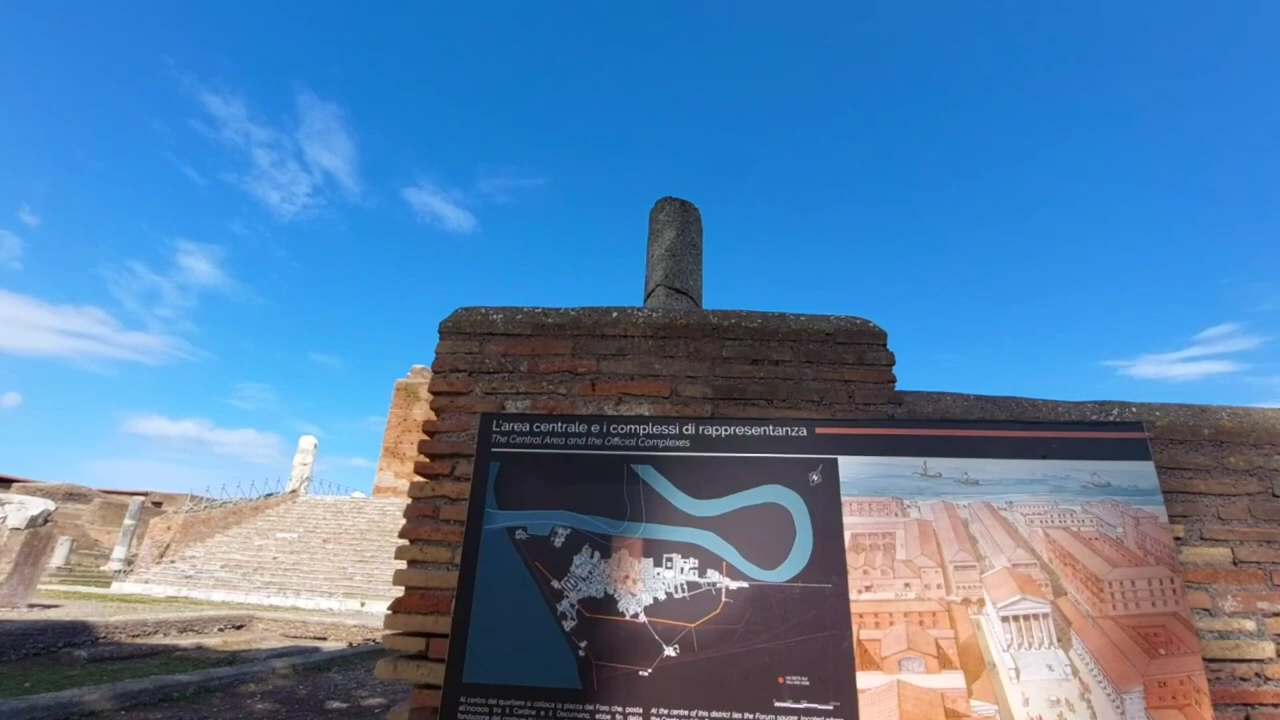 L'area centrale e i complessi di rappresentanza
The Central Area and the Official Complexes
Al centro del quartiere si colloca la piazza del Foro che, posta
all'incrocio tra il Cardine e il Decumano, ebbe fin dalla
At the centre of this district lies the Forum square, located